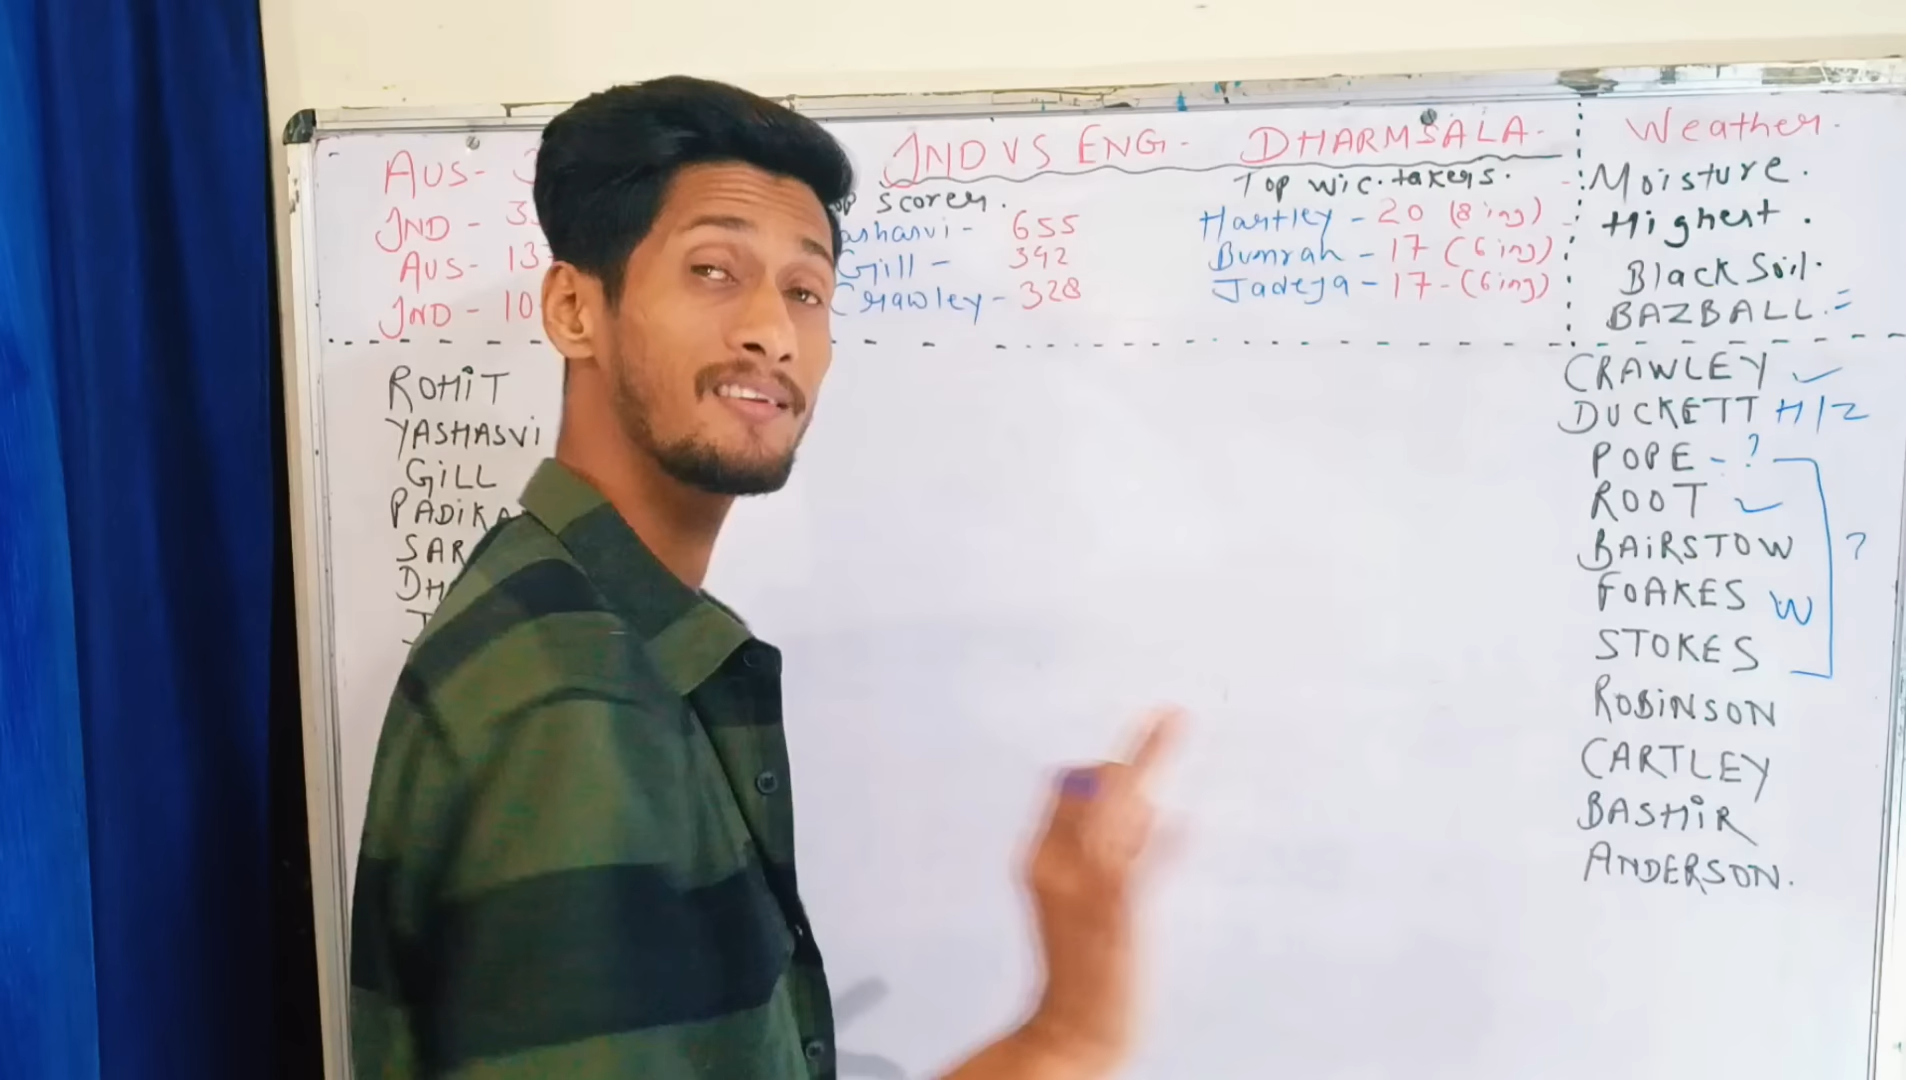 IND VS ENG - DHARMSALA -
AUS -
IND -
AUS - 13
IND - 10
scorer.
655
Gill - 342
Crawley - 328
Top wic. takers.
Hartley - 20 (8 ing)
Bumrah - 17 (6 ing)
Jadeja - 17 - (6 ing)
Weather.
Moisture.
Highest.
Black Soil.
BAZBALL. =
ROHIT
YASHASVI
GILL
CRAWLEY ✓
DUCKETT H/Z
POPE - ?
ROOT ✓
BAIRSTOW ?
FOAKES W
STOKES
ROBINSON
CARTLEY
BASHIR
ANDERSON.